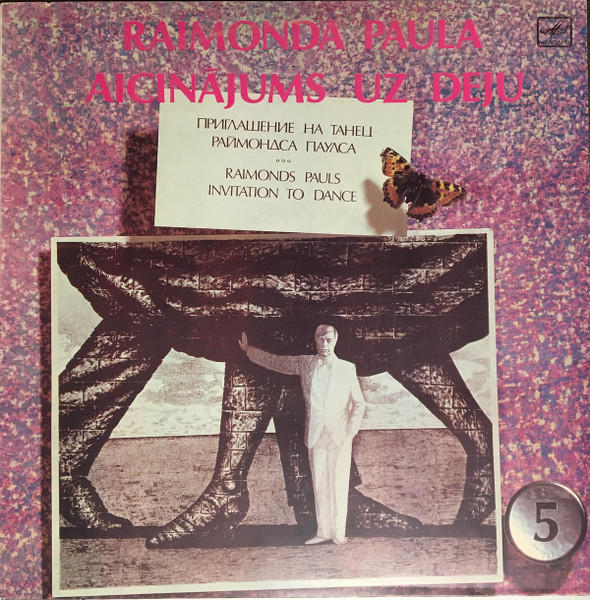 RAIMONDA PAULA
AICINĀJUMS UZ DEJU
ПРИГЛАШЕНИЕ НА ТАНЕЦ
РАЙМОНДСА ПАУЛСА
RAIMONDS PAULS
INVITATION TO DANCE
5